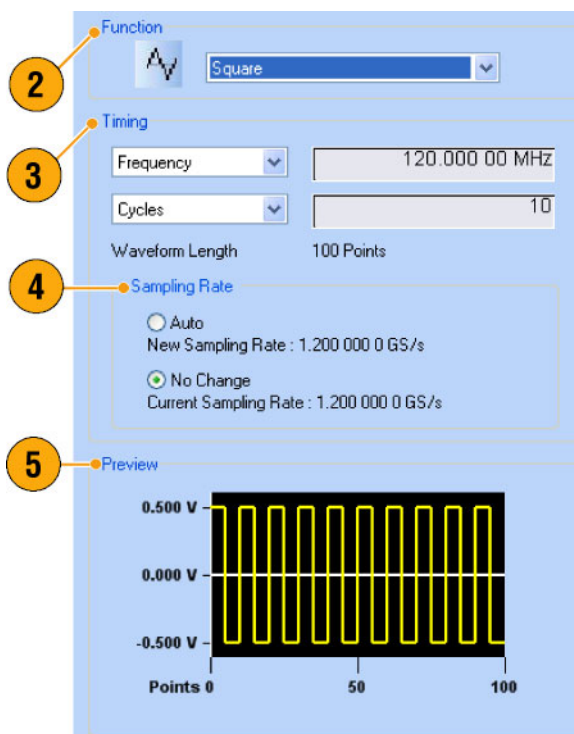 Function
2
Square
Timing
3
Frequency
120.000 00 MHz
Cycles
10
Waveform Length 100 Points
4
Sampling Rate
Auto
New Sampling Rate : 1.200 000 0 GS/s
No Change
Current Sampling Rate : 1.200 000 0 GS/s
5
Preview
0.500 V
0.000 V
-0.500 V
Points 0 50 100